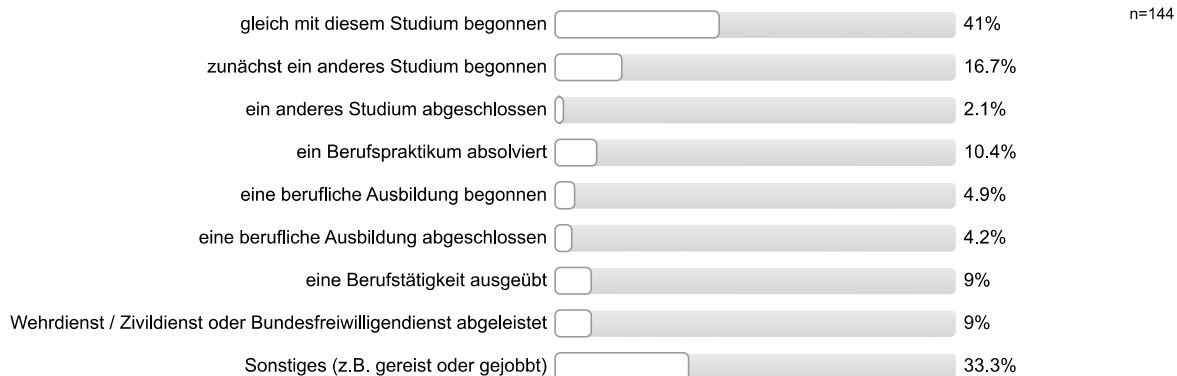 n=144
gleich mit diesem Studium begonnen 41%
zunächst ein anderes Studium begonnen 16.7%
ein anderes Studium abgeschlossen 2.1%
ein Berufspraktikum absolviert 10.4%
eine berufliche Ausbildung begonnen 4.9%
eine berufliche Ausbildung abgeschlossen 4.2%
eine Berufstätigkeit ausgeübt 9%
Wehrdienst / Zivildienst oder Bundesfreiwilligendienst abgeleistet 9%
Sonstiges (z.B. gereist oder gejobbt) 33.3%